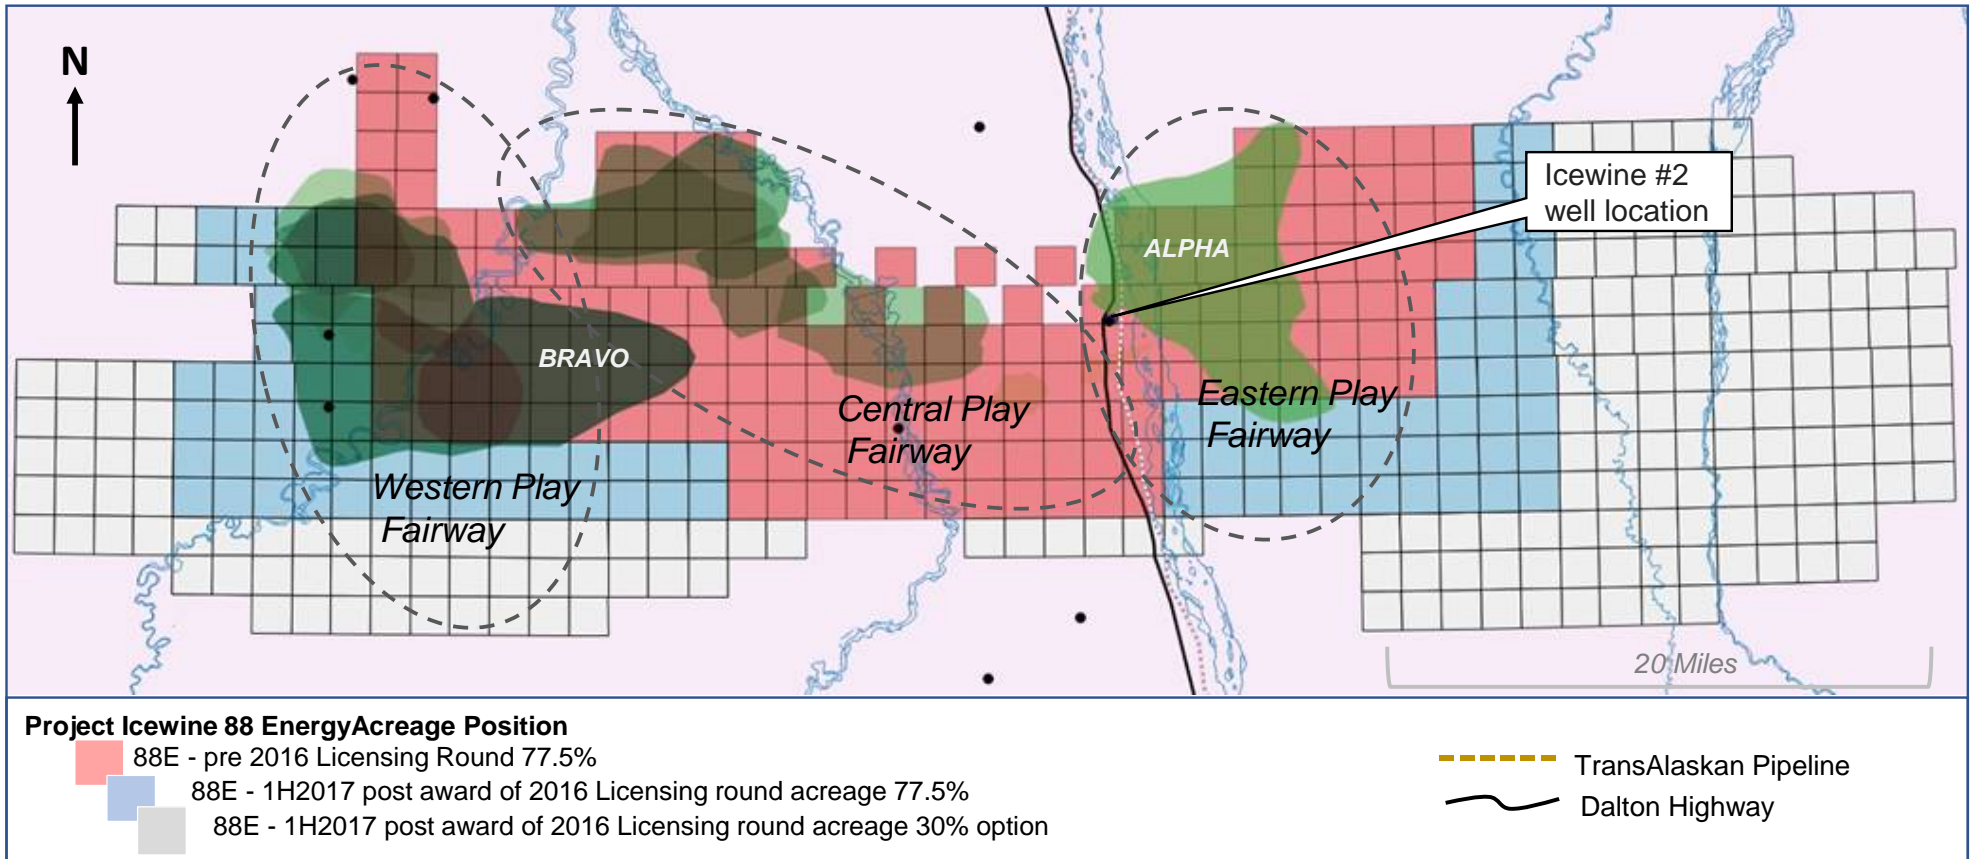 N
Icewine #2
well location
ALPHA
BRAVO
Central Play
Fairway
Eastern Play
Fairway
Western Play
Fairway
20 Miles
Project Icewine 88 EnergyAcreage Position
88E - pre 2016 Licensing Round 77.5%
88E - 1H2017 post award of 2016 Licensing round acreage 77.5%
88E - 1H2017 post award of 2016 Licensing round acreage 30% option
TransAlaskan Pipeline
Dalton Highway